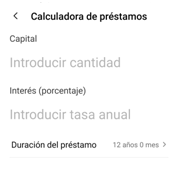 Calculadora de préstamos
Capital
Introducir cantidad
Interés (porcentaje)
Introducir tasa anual
Duración del préstamo 12 años 0 mes